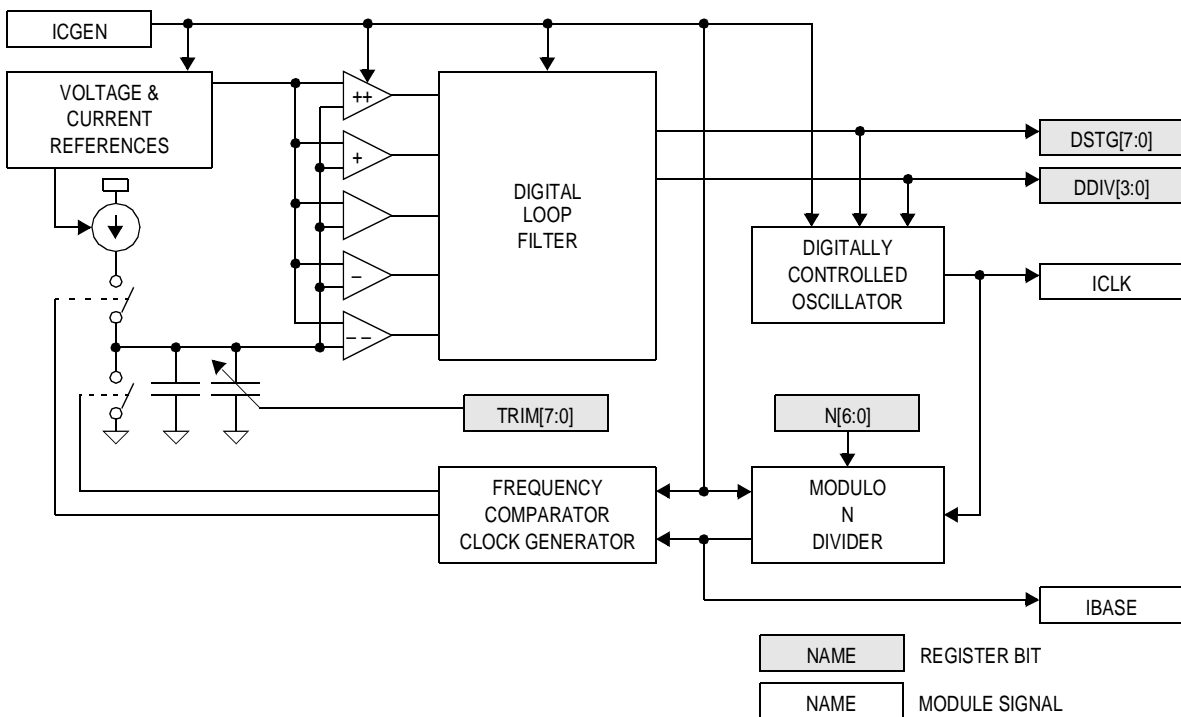 ICGEN
VOLTAGE &
CURRENT
REFERENCES
++
+
–
– –
DIGITAL
LOOP
FILTER
DSTG[7:0]
DDIV[3:0]
DIGITALLY
CONTROLLED
OSCILLATOR
ICLK
TRIM[7:0]
N[6:0]
FREQUENCY
COMPARATOR
CLOCK GENERATOR
MODULO
N
DIVIDER
IBASE
NAME
REGISTER BIT
NAME
MODULE SIGNAL